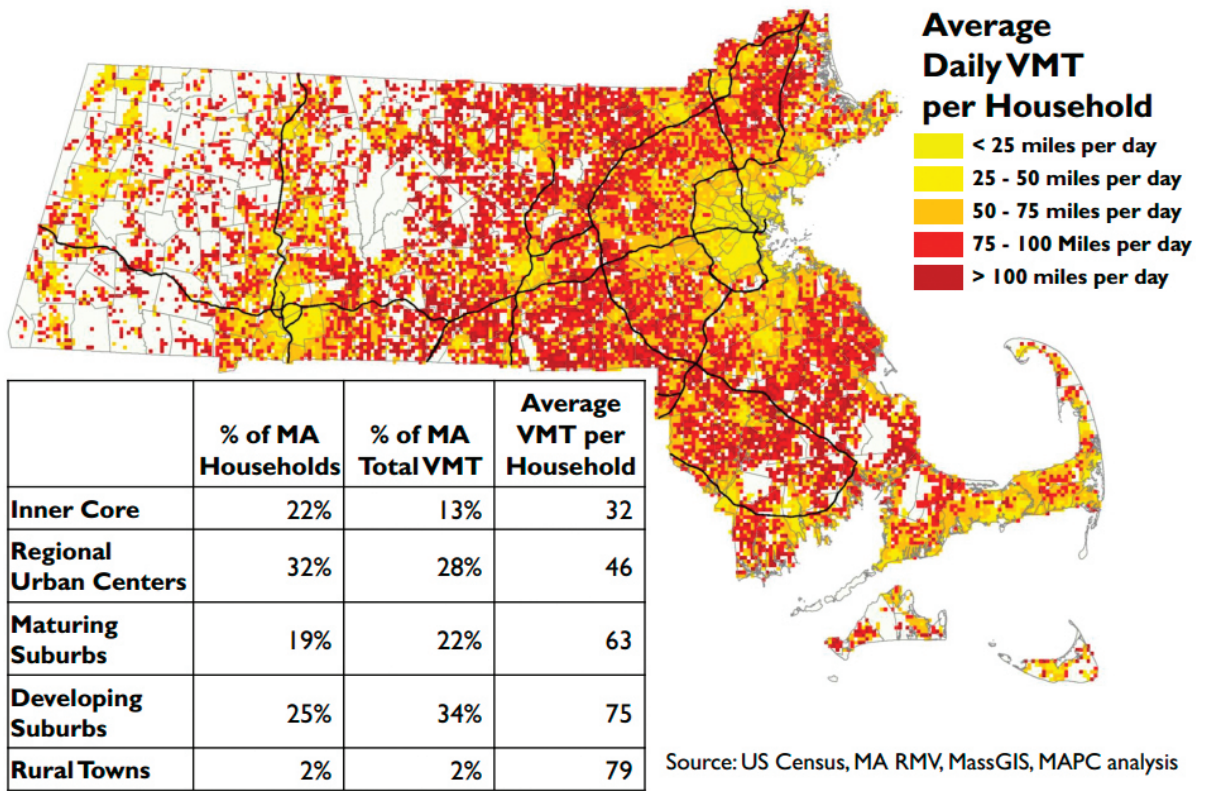 Average
Daily VMT
per Household
< 25 miles per day
25 - 50 miles per day
50 - 75 miles per day
75 - 100 Miles per day
> 100 miles per day
% of MA Households % of MA Total VMT Average VMT per Household
Inner Core 22% 13% 32
Regional Urban Centers 32% 28% 46
Maturing Suburbs 19% 22% 63
Developing Suburbs 25% 34% 75
Rural Towns 2% 2% 79
Source: US Census, MA RMV, MassGIS, MAPC analysis